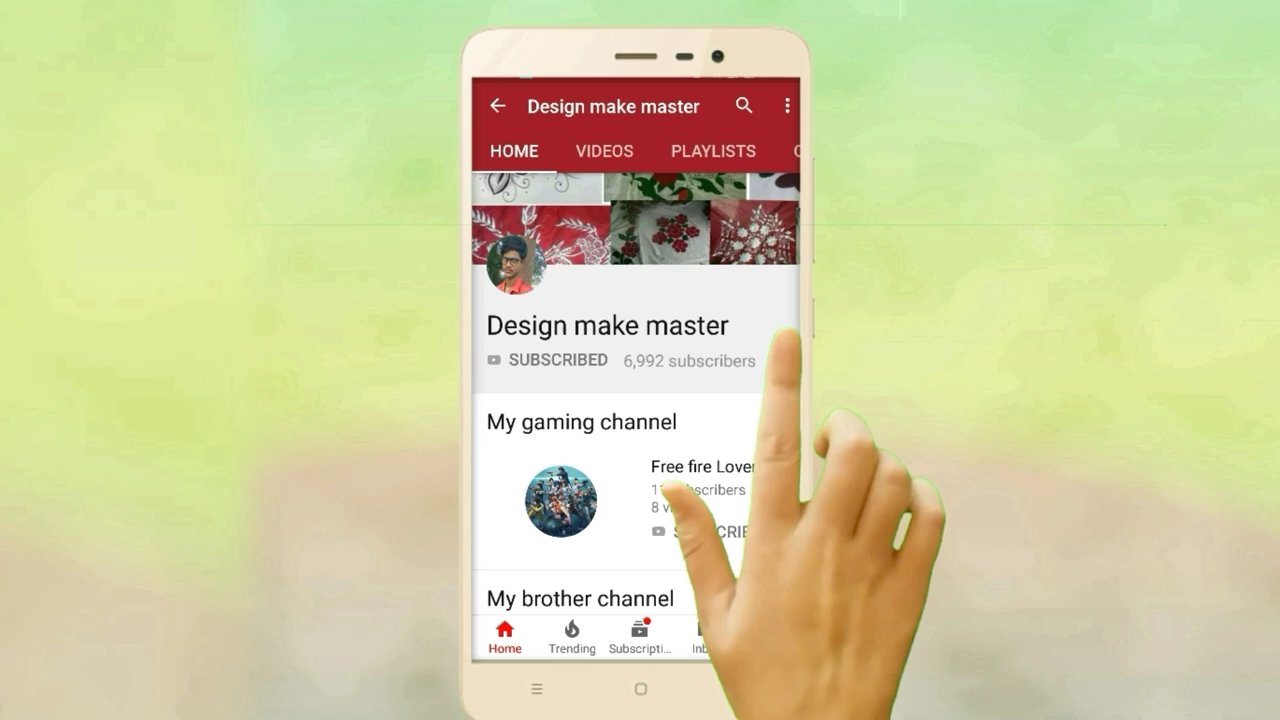 Design make master
HOME VIDEOS PLAYLISTS
Design make master
SUBSCRIBED 6,992 subscribers
My gaming channel
Free fire Lover
8
My brother channel
Home Trending Subscripti...